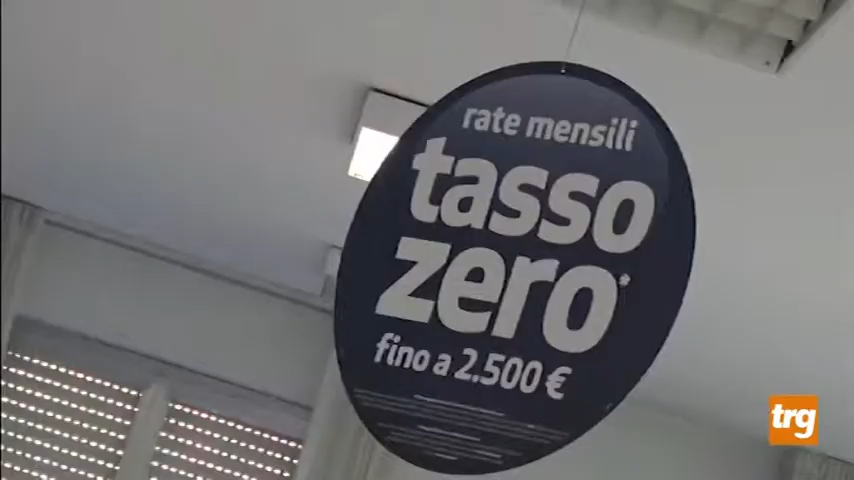 rate mensili
tasso
zero*
fino a 2.500 €
trg